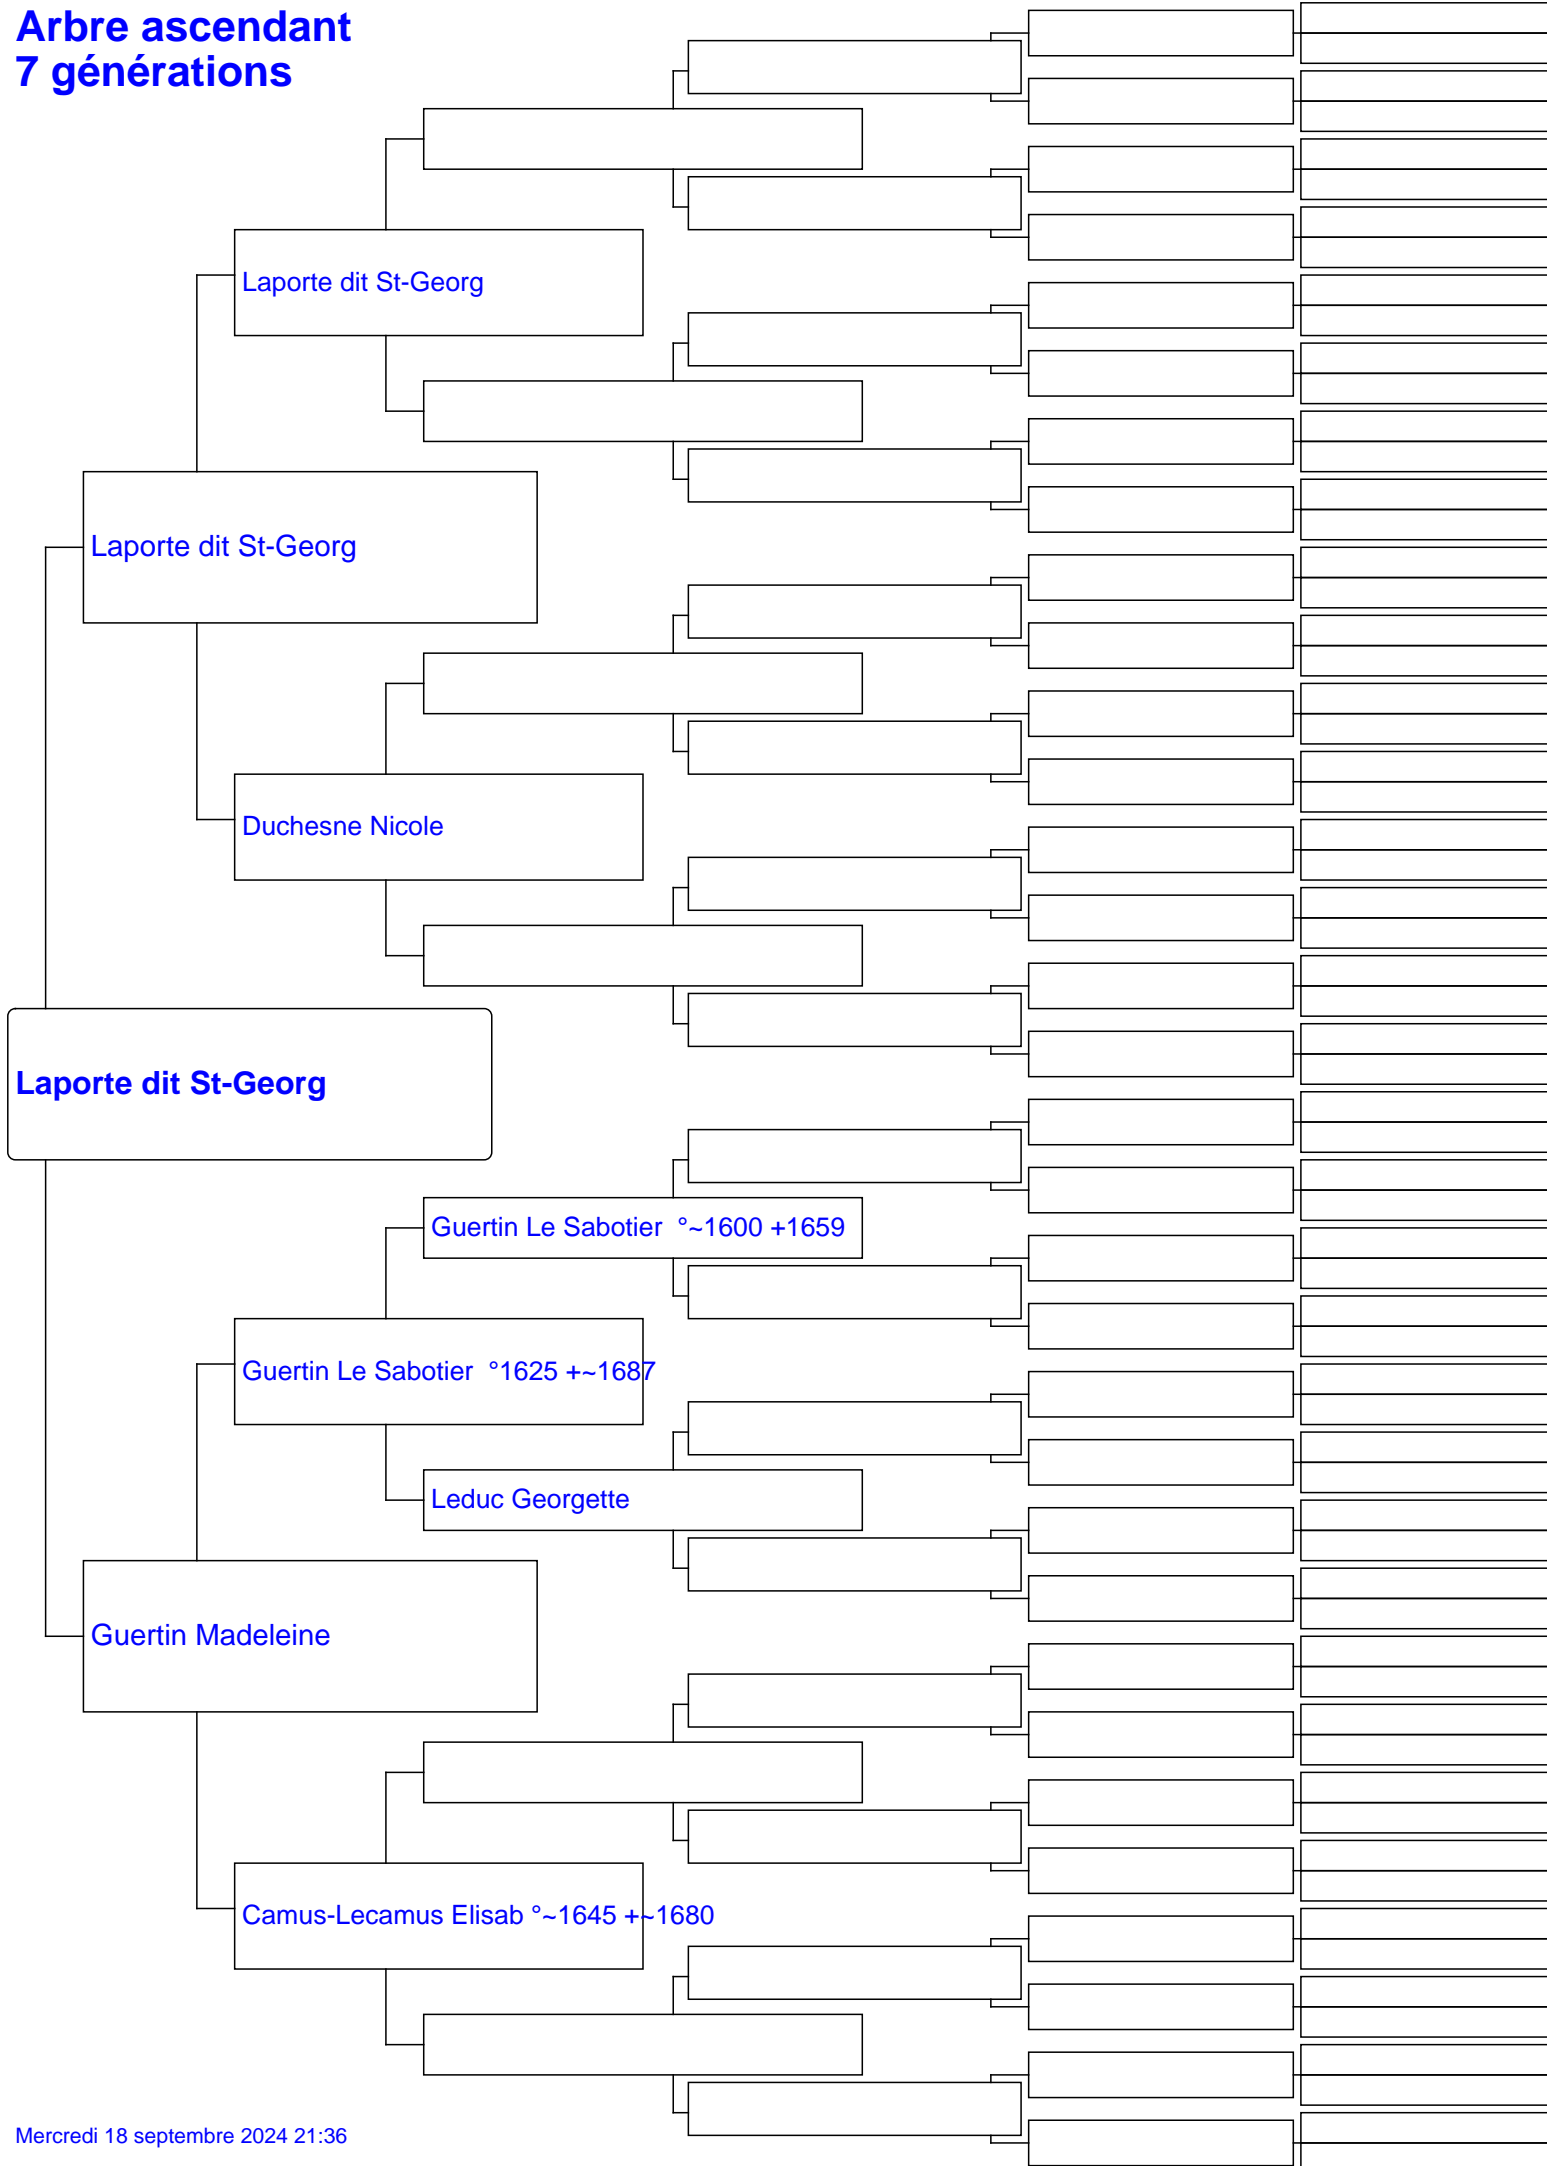 Arbre ascendant
7 générations
Laporte dit St-Georg
Laporte dit St-Georg
Duchesne Nicole
Laporte dit St-Georg
Guertin Le Sabotier  °~1600 +1659
Guertin Le Sabotier  °1625 +~1687
Leduc Georgette
Guertin Madeleine
Camus-Lecamus Elisab °~1645 +~1680
Mercredi 18 septembre 2024 21:36